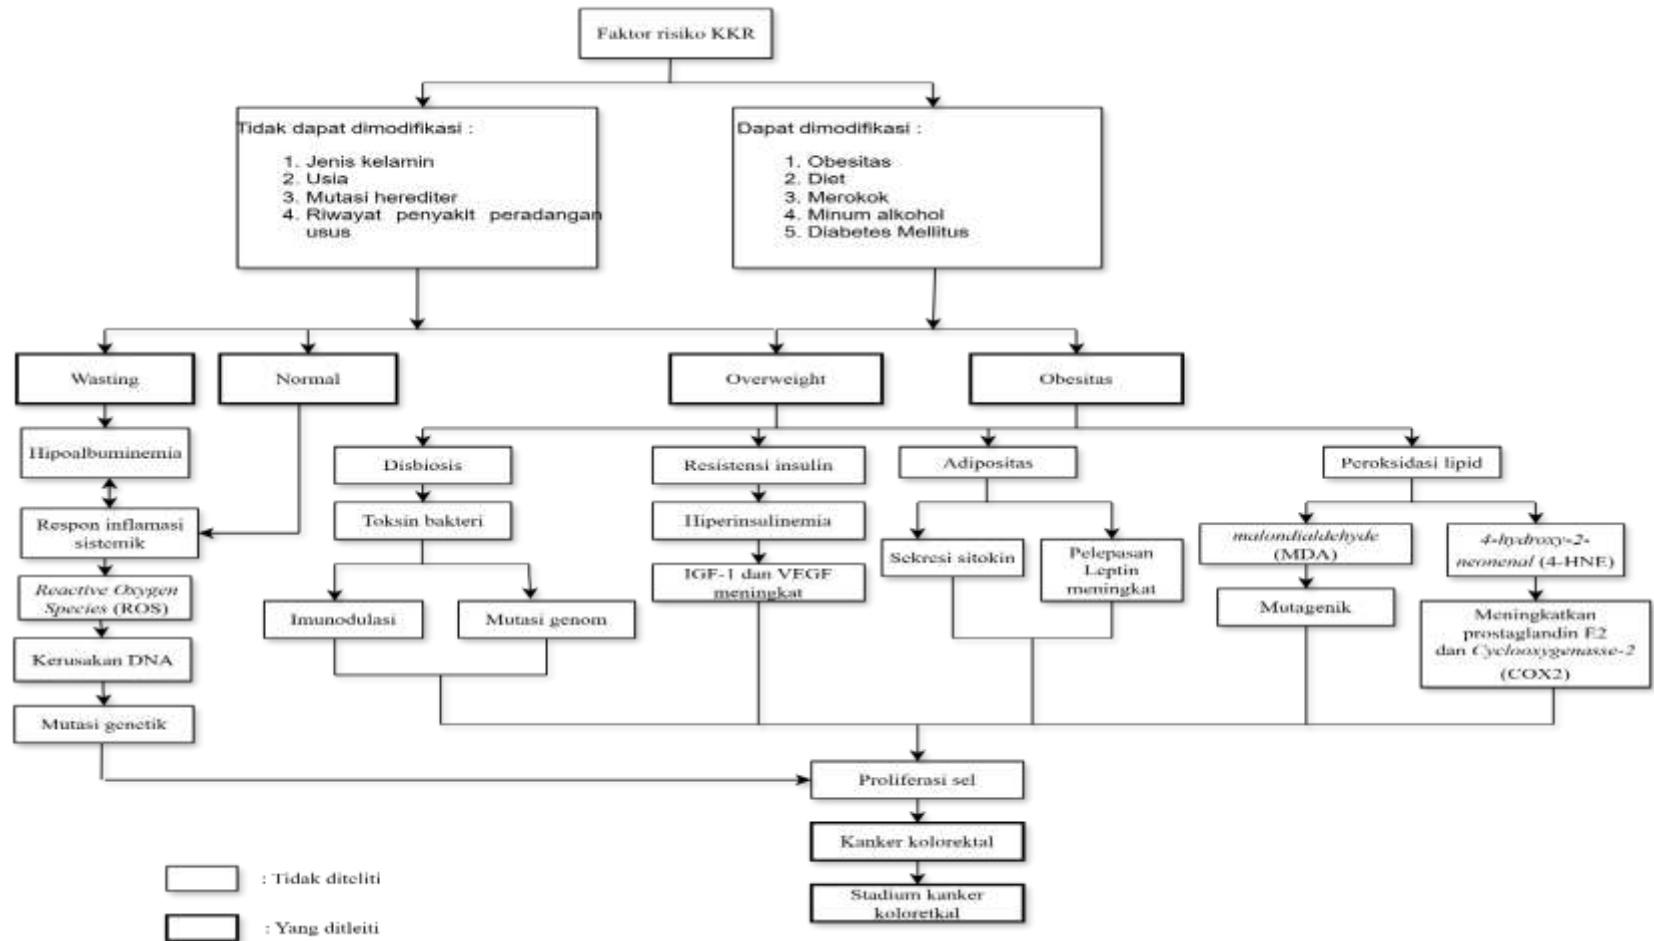 Faktor risiko KKR
Tidak dapat dimodifikasi :
1. Jenis kelamin
2. Usia
3. Mutasi herediter
4. Riwayat penyakit peradangan
usus
Dapat dimodifikasi :
1. Obesitas
2. Diet
3. Merokok
4. Minum alkohol
5. Diabetes Mellitus
Wasting
Normal
Overweight
Obesitas
Hipoalbuminemia
Disbiosis
Resistensi insulin
Adipositas
Peroksidasi lipid
Respon inflamasi
sistemik
Toksin bakteri
Hiperinsulinemia
Sekresi sitokin
Pelepasan
Leptin
meningkat
malondialdehyde
(MDA)
4-hydroxy-2-
neonenal (4-HNE)
Reactive Oxygen
Species (ROS)
Imunodulasi
Mutasi genom
IGF-1 dan VEGF
meningkat
Mutagenik
Meningkatkan
prostaglandin E2
dan Cyclooxygenasse-2
(COX2)
Kerusakan DNA
Mutasi genetik
Proliferasi sel
Kanker kolorektal
Stadium kanker
koloretkal
: Tidak diteliti
: Yang ditleiti